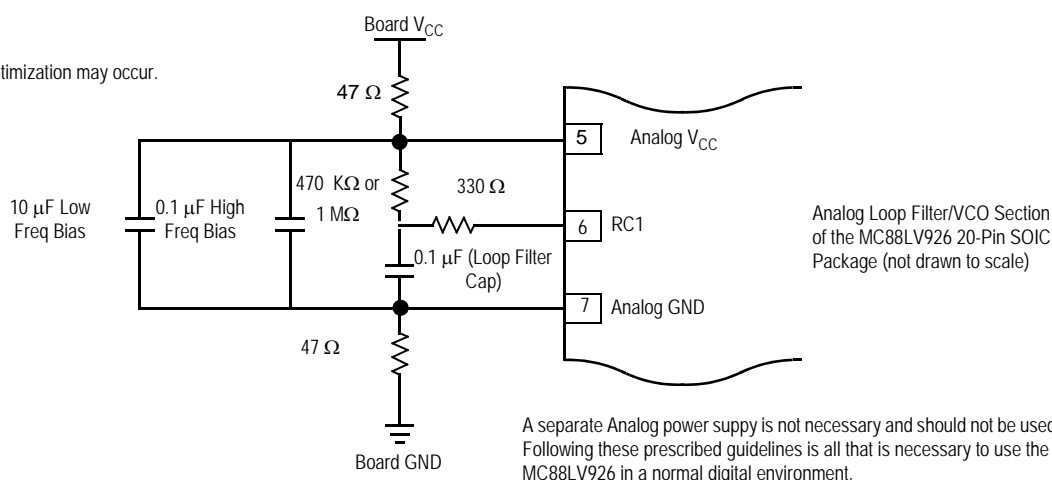 Board VCC
timization may occur.
47 Ω
5 Analog VCC
10 μF Low
Freq Bias
0.1 μF High
Freq Bias
470 KΩ or
1 MΩ
330 Ω
6 RC1
0.1 μF (Loop Filter
Cap)
Analog Loop Filter/VCO Section
of the MC88LV926 20-Pin SOIC
Package (not drawn to scale)
7 Analog GND
47 Ω
Board GND
A separate Analog power suppy is not necessary and should not be used
Following these prescribed guidelines is all that is necessary to use the
MC88LV926 in a normal digital environment.